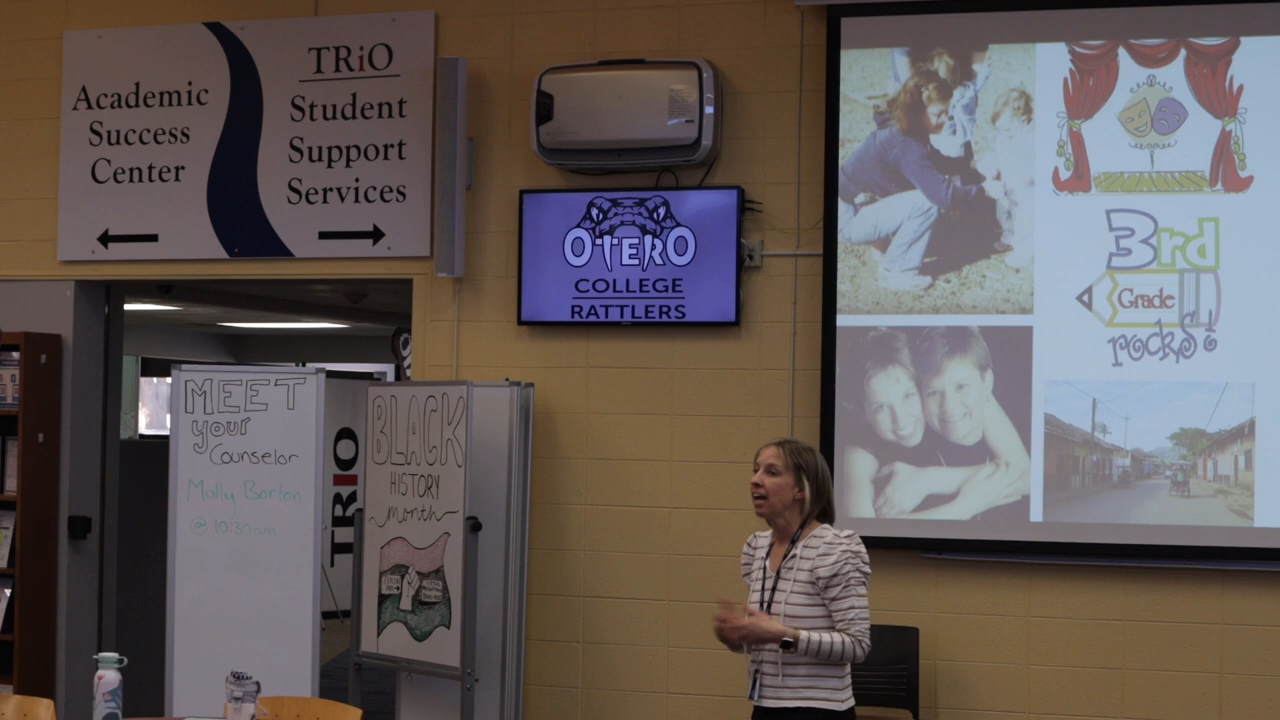 Academic
Success
Center
TRiO
Student
Support
Services
OTERO
COLLEGE
RATTLERS
3rd
Grade
rocks!
MEET
your
Counselor
Molly Barton
@ 10:30am
TRIO
BLACK
HISTORY
month